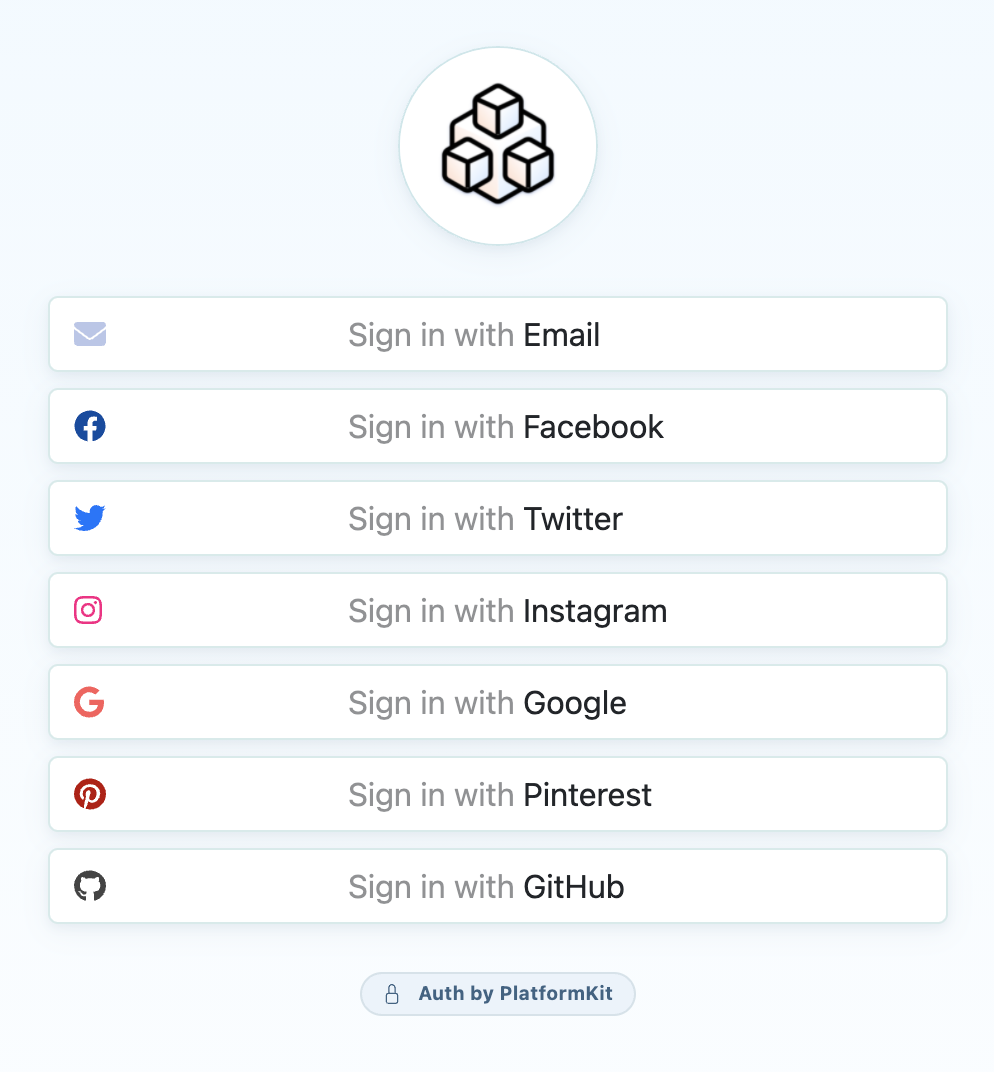 Sign in with Email
Sign in with Facebook
Sign in with Twitter
Sign in with Instagram
Sign in with Google
Sign in with Pinterest
Sign in with GitHub
Auth by PlatformKit